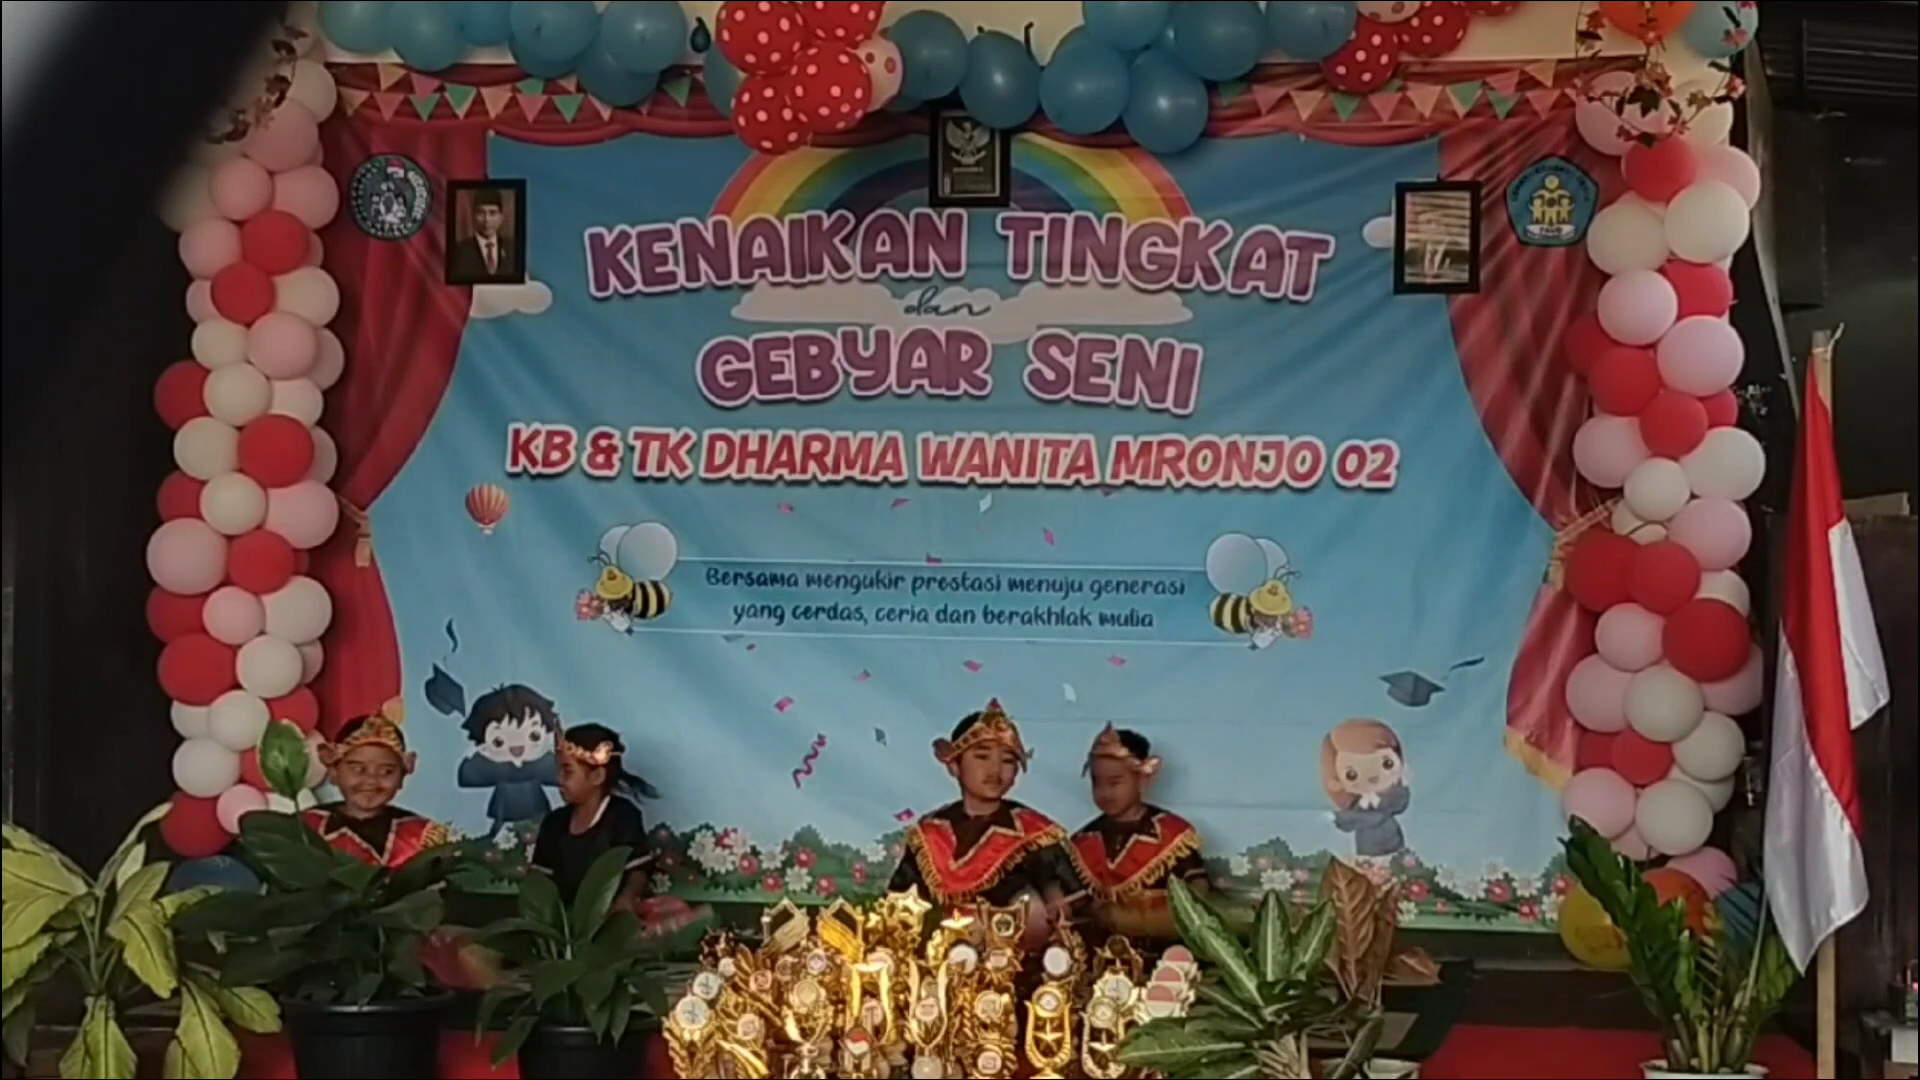 KENAIKAN TINGKAT
dan
GEBYAR SENI
KB & TK DHARMA WANITA MRONJO 02
Bersama mengukir prestasi menuju generasi
yang cerdas, ceria dan berakhlak mulia